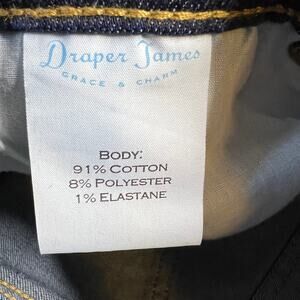 Draper James
GRACE & CHARM
BODY:
91% COTTON
8% POLYESTER
1% ELASTANE